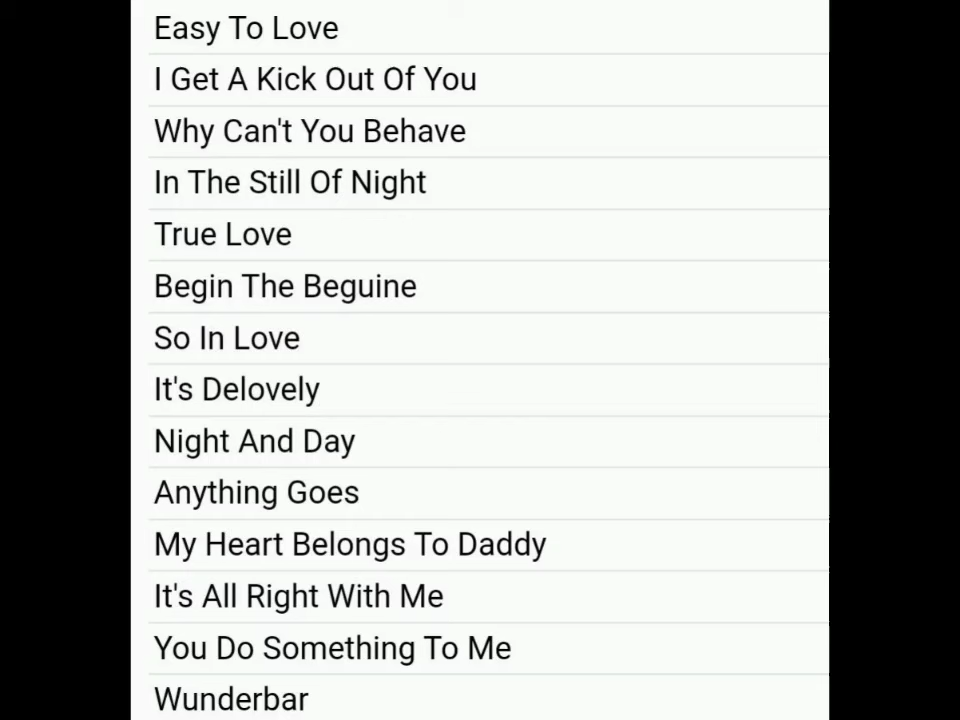 Easy To Love
I Get A Kick Out Of You
Why Can't You Behave
In The Still Of Night
True Love
Begin The Beguine
So In Love
It's Delovely
Night And Day
Anything Goes
My Heart Belongs To Daddy
It's All Right With Me
You Do Something To Me
Wunderbar